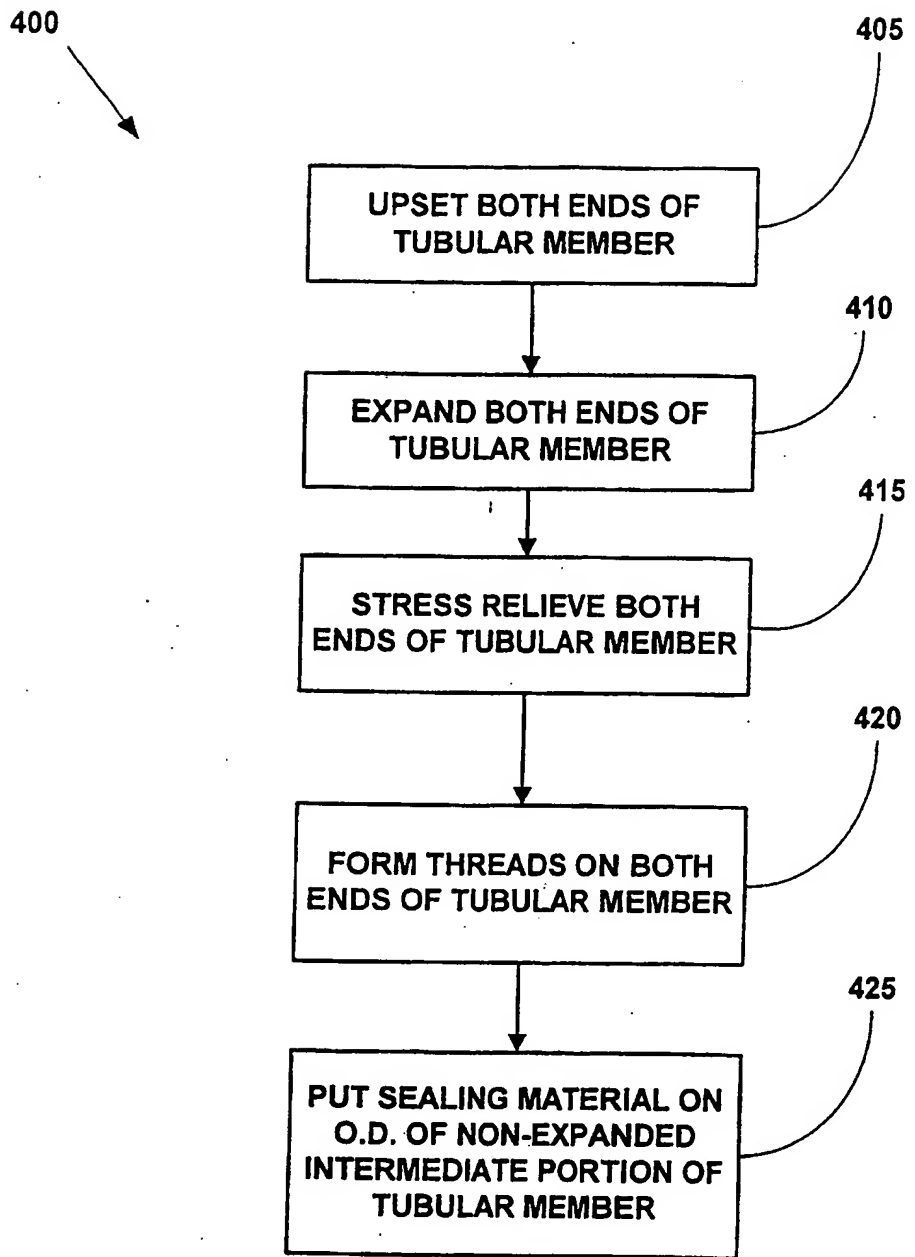 400
405
UPSET BOTH ENDS OF
TUBULAR MEMBER
410
EXPAND BOTH ENDS OF
TUBULAR MEMBER
415
STRESS RELIEVE BOTH
ENDS OF TUBULAR MEMBER
420
FORM THREADS ON BOTH
ENDS OF TUBULAR MEMBER
425
PUT SEALING MATERIAL ON
O.D. OF NON-EXPANDED
INTERMEDIATE PORTION OF
TUBULAR MEMBER